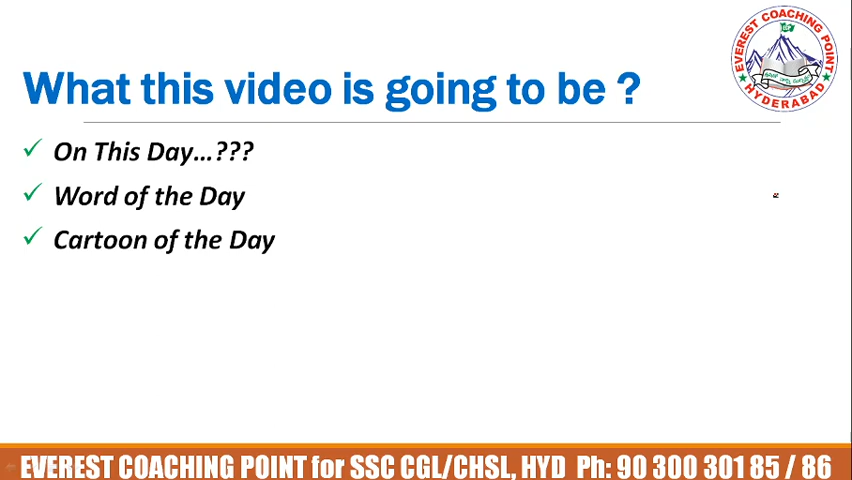 What this video is going to be ?
EVEREST COACHING POINT
HYDERABAD
On This Day...???
Word of the Day
Cartoon of the Day
EVEREST COACHING POINT for SSC CGL/CHSL, HYD Ph: 90 300 301 85 / 86